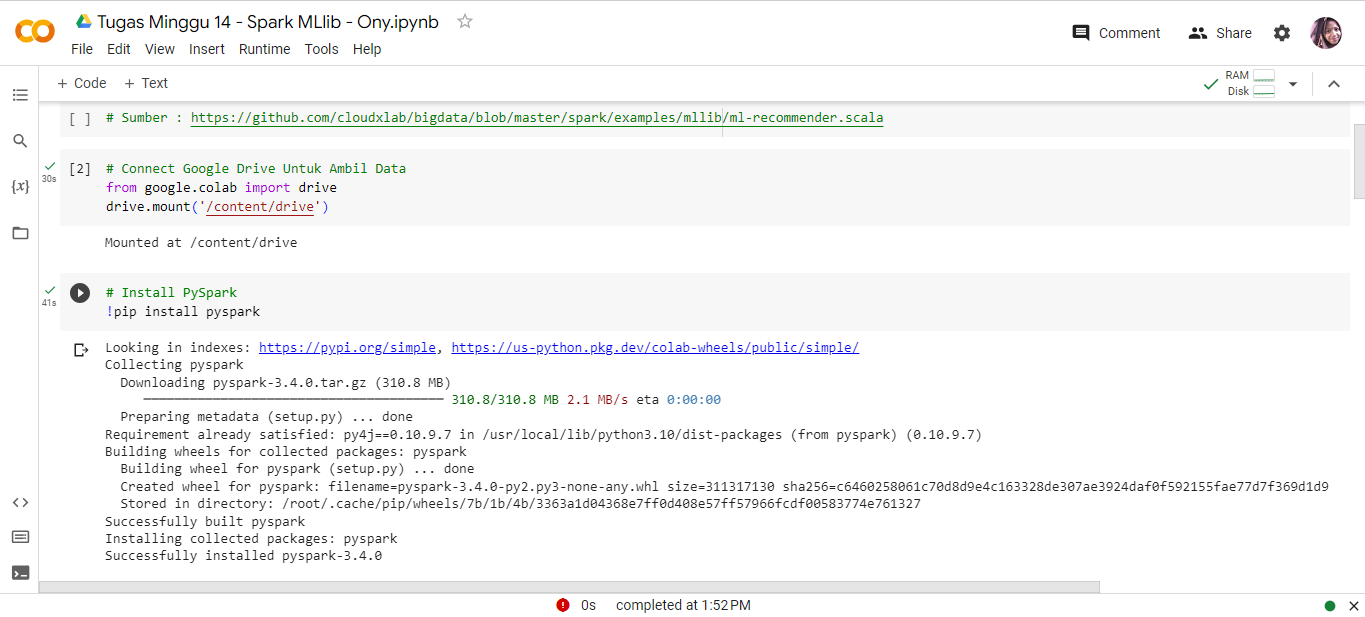 Tugas Minggu 14 - Spark MLlib - Ony.ipynb
File Edit View Insert Runtime Tools Help
Comment Share
+ Code + Text
RAM
Disk
[ ] # Sumber : https://github.com/cloudxlab/bigdata/blob/master/spark/examples/mllib/ml-recommender.scala
[2] # Connect Google Drive Untuk Ambil Data
30s
from google.colab import drive
drive.mount('/content/drive')
Mounted at /content/drive
# Install PySpark
41s
!pip install pyspark
Looking in indexes: https://pypi.org/simple, https://us-python.pkg.dev/colab-wheels/public/simple/
Collecting pyspark
Downloading pyspark-3.4.0.tar.gz (310.8 MB)
310.8/310.8 MB 2.1 MB/s eta 0:00:00
Preparing metadata (setup.py) ... done
Requirement already satisfied: py4j==0.10.9.7 in /usr/local/lib/python3.10/dist-packages (from pyspark) (0.10.9.7)
Building wheels for collected packages: pyspark
Building wheel for pyspark (setup.py) ... done
Created wheel for pyspark: filename=pyspark-3.4.0-py2.py3-none-any.whl size=311317130 sha256=c6460258061c70d8d9e4c163328de307ae3924daf0f592155fae77d7f369d1d9
Stored in directory: /root/.cache/pip/wheels/7b/1b/4b/3363a1d04368e7ff0d408e57ff57966fcdf00583774e761327
Successfully built pyspark
Installing collected packages: pyspark
Successfully installed pyspark-3.4.0
{x}
0s completed at 1:52 PM